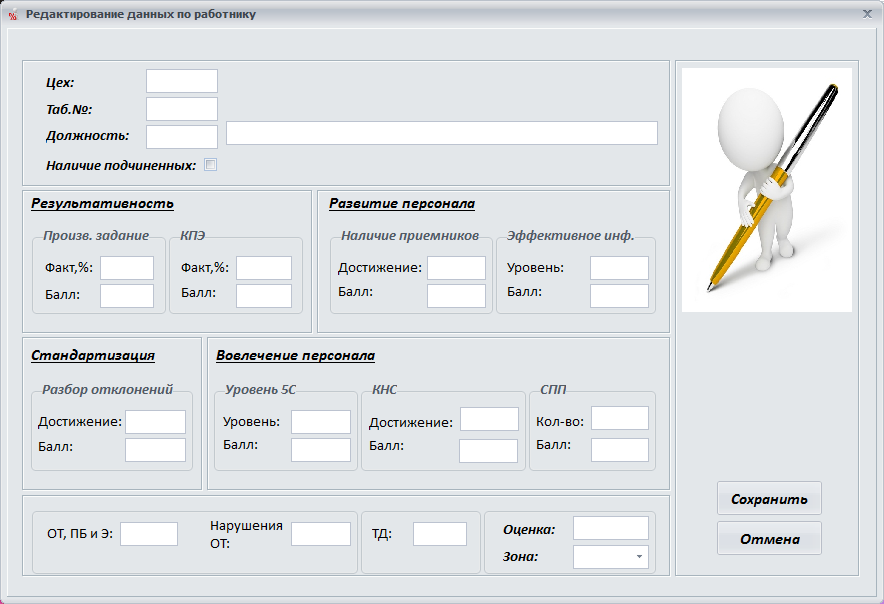 Редактирование данных по работнику
Цех:
Таб.№:
Должность:
Наличие подчиненных:
Результативность
Произв. задание
Факт,%:
Балл:
КПЭ
Факт,%:
Балл:
Развитие персонала
Наличие приемников
Достижение:
Балл:
Эффективное инф.
Уровень:
Балл:
Стандартизация
Разбор отклонений
Достижение:
Балл:
Вовлечение персонала
Уровень 5С
Уровень:
Балл:
КНС
Достижение:
Балл:
СПП
Кол-во:
Балл:
ОТ, ПБ и Э:
Нарушения
ОТ:
ТД:
Оценка:
Зона:
Сохранить
Отмена